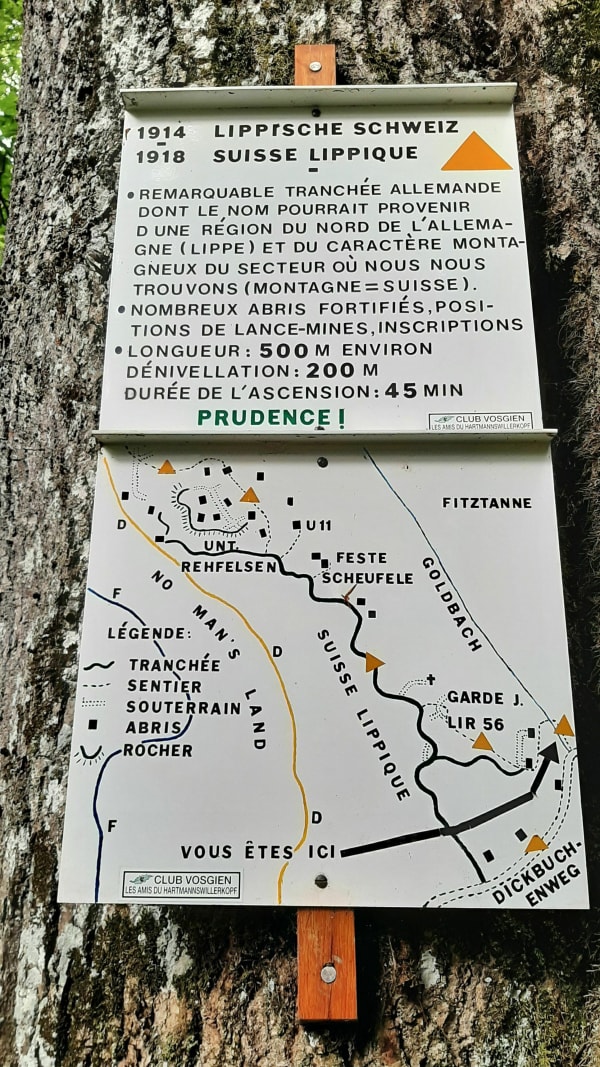 1914 LIPPISCHE SCHWEIZ
1918 SUISSE LIPPIQUE
• REMARQUABLE TRANCHÉE ALLEMANDE
DONT LE NOM POURRAIT PROVENIR
D'UNE RÉGION DU NORD DE L'ALLEMA-
GNE (LIPPE) ET DU CARACTÈRE MONTA-
GNEUX DU SECTEUR OÙ NOUS NOUS
TROUVONS (MONTAGNE=SUISSE).
• NOMBREUX ABRIS FORTIFIÉS, POSI-
TIONS DE LANCE-MINES, INSCRIPTIONS
• LONGUEUR: 500 M ENVIRON
DÉNIVELLATION: 200 M
DURÉE DE L'ASCENSION: 45 MIN
PRUDENCE!
CLUB VOSGIEN
LES AMIS DU HARTMANNSWILLERKOPF
FITZTANNE
D
U11
UNT.
REHFELSEN
FESTE
SCHEUFELE
GOLDBACH
F
NO MAN'S LAND
LÉGENDE:
TRANCHÉE
SENTIER
SOUTERRAIN
ABRIS
ROCHER
D
SUISSE LIPPIQUE
GARDE J.
LIR 56
F
D
VOUS ÊTES ICI
DICKBUCH-
ENWEG
CLUB VOSGIEN
LES AMIS DU HARTMANNSWILLERKOPF